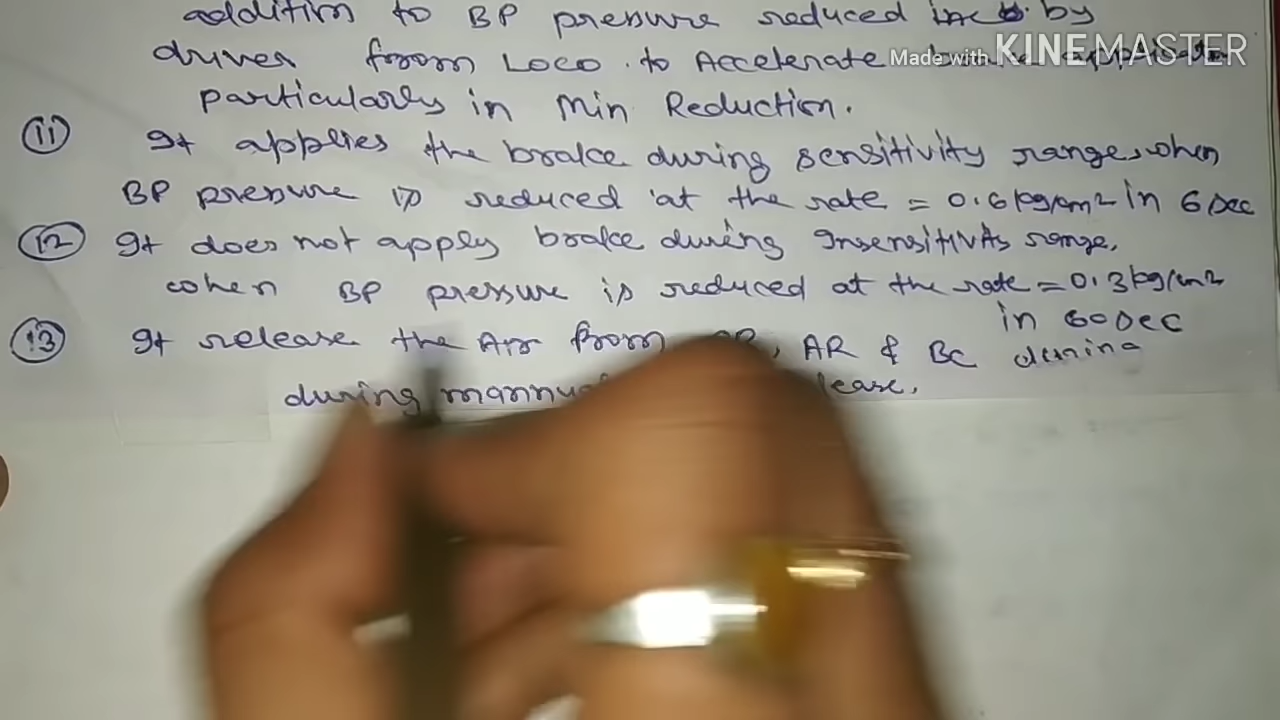 addition to BP pressure reduced by
driver from Loco. to Accelerate
Made with KINEMASTER
particularly in Min Reduction.
(11) It applies the brake during sensitivity range, when
BP pressure is reduced at the rate = 0.6 kg/cm2 in 6 sec
(12) It does not apply brake during Insensitivity range,
when BP pressure is reduced at the rate = 0.3 kg/cm2
in 60 sec
(13) It release the Air from , AR & BC during
during